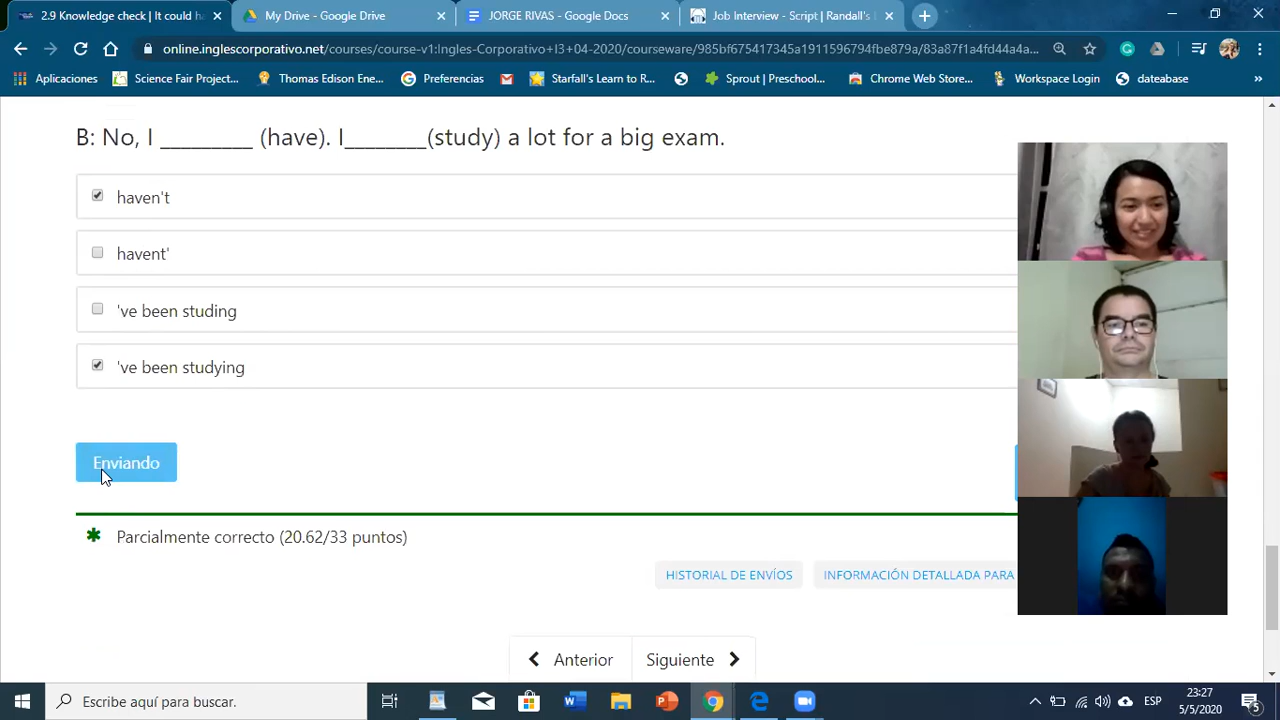 2.9 Knowledge check | It could ha
My Drive - Google Drive
JORGE RIVAS - Google Docs
Job Interview - Script | Randall's
online.inglescorporativo.net/courses/course-v1:Ingles-Corporativo+I3+04-2020/courseware/985bf675417345a1911596794fbe879a/83a87f1a4fd44a4a...
Aplicaciones
Science Fair Project...
Thomas Edison Ene...
Preferencias
Starfall's Learn to R...
Sprout | Preschool...
Chrome Web Store...
Workspace Login
dateabase
B: No, I _________ (have). I________(study) a lot for a big exam.
haven't
havent'
've been studing
've been studying
Enviando
Parcialmente correcto (20.62/33 puntos)
HISTORIAL DE ENVÍOS
INFORMACIÓN DETALLADA PARA
Anterior
Siguiente
Escribe aquí para buscar.
ESP
23:27
5/5/2020
5